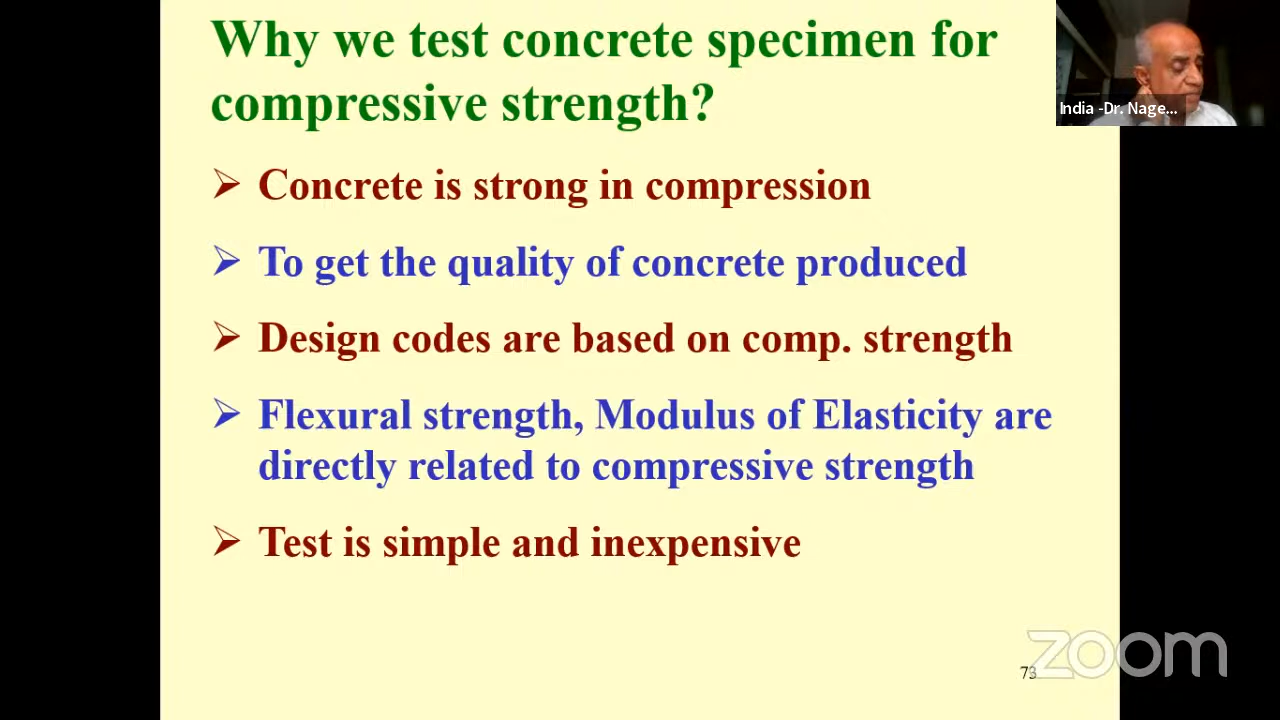 Why we test concrete specimen for
compressive strength?
India -Dr. Nage...
➢ Concrete is strong in compression
➢ To get the quality of concrete produced
➢ Design codes are based on comp. strength
➢ Flexural strength, Modulus of Elasticity are
directly related to compressive strength
➢ Test is simple and inexpensive
zoom
73